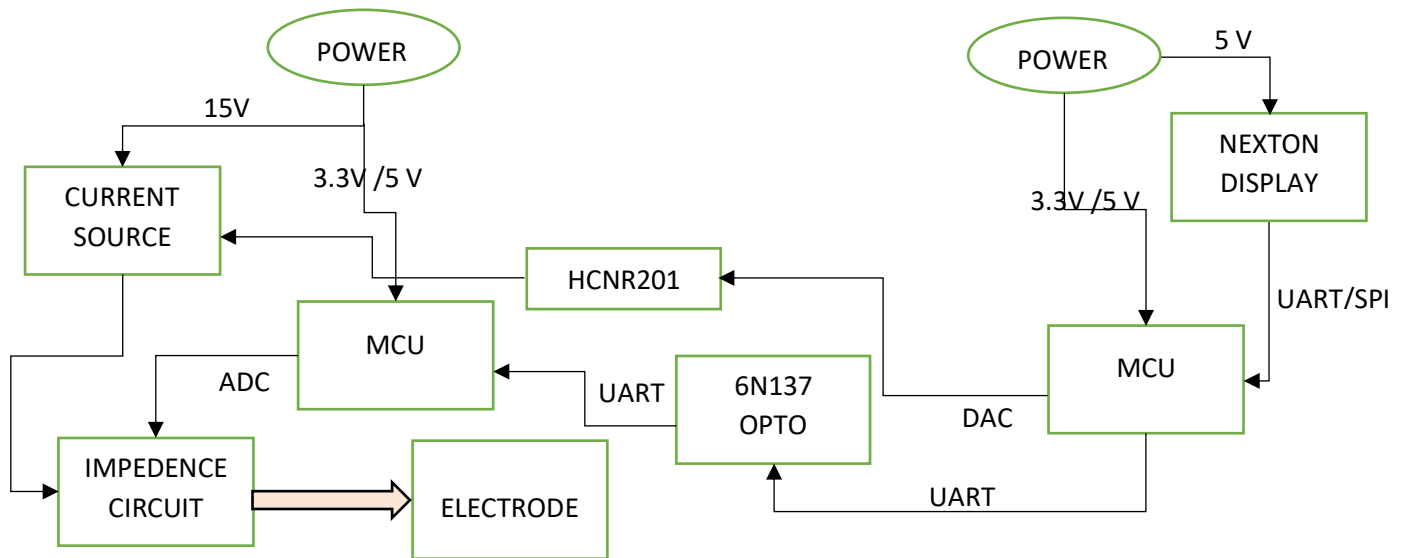 POWER
POWER
5 V
15V
NEXTON
DISPLAY
3.3V /5 V
CURRENT
SOURCE
3.3V /5 V
HCNR201
UART/SPI
MCU
MCU
ADC
UART
6N137
OPTO
DAC
IMPEDENCE
CIRCUIT
ELECTRODE
UART